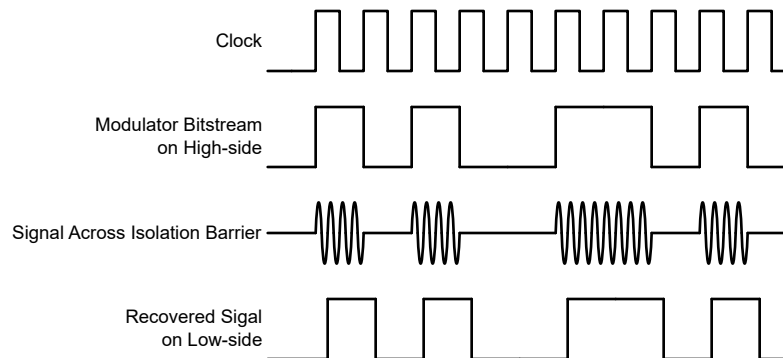 Clock
Modulator Bitstream
on High-side
Signal Across Isolation Barrier
Recovered Sigal
on Low-side